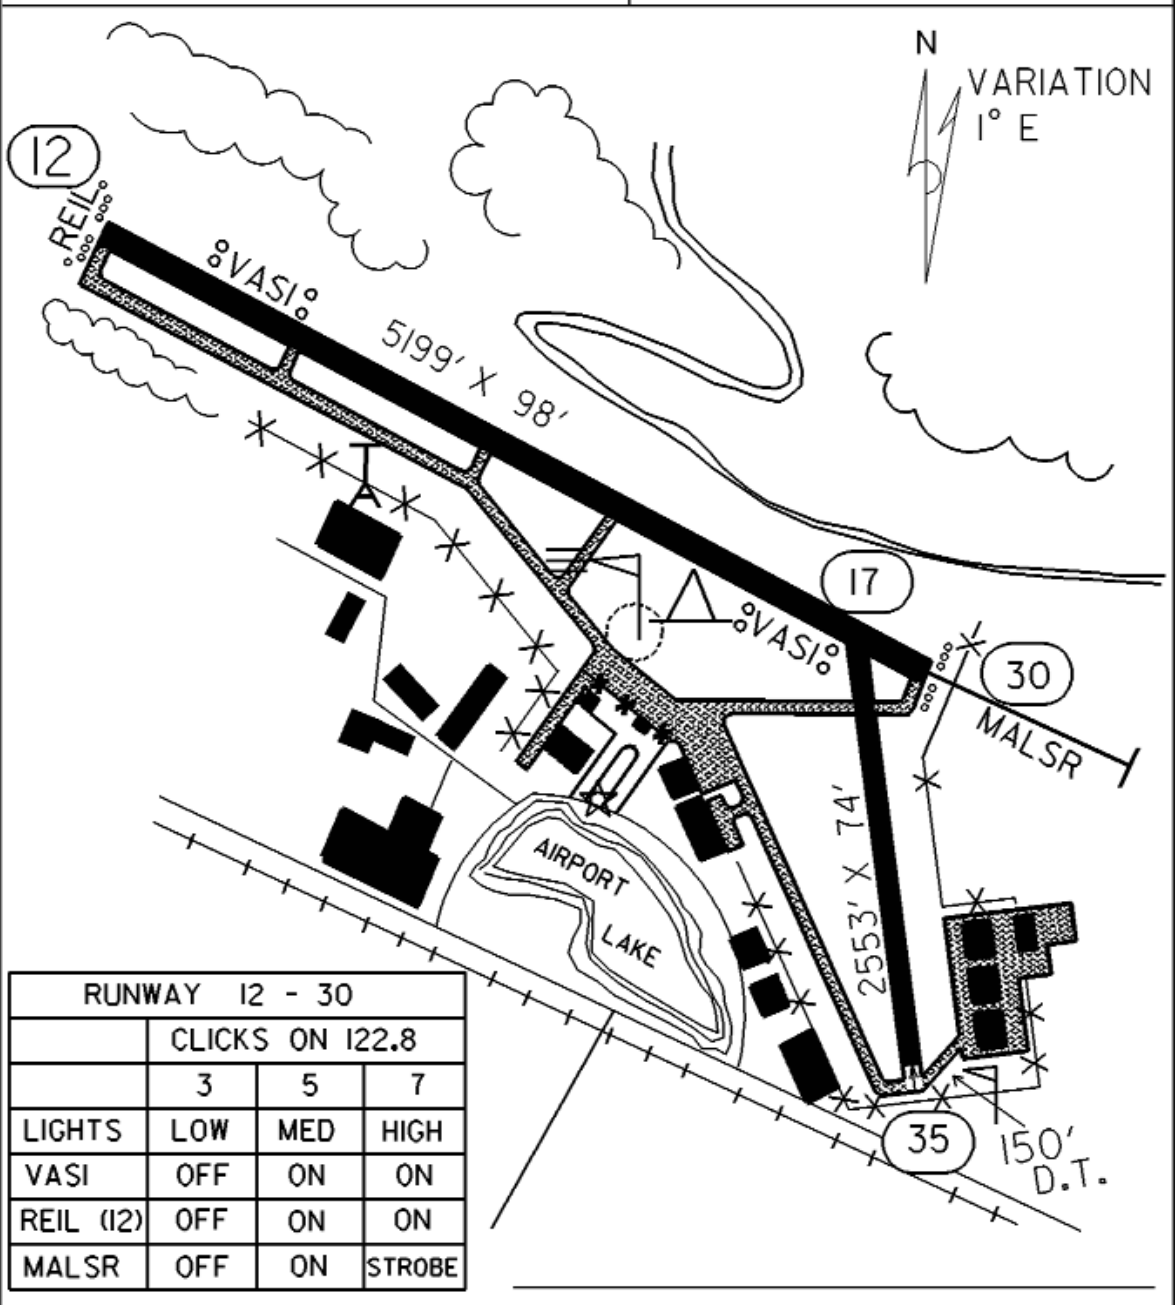 N
VARIATION
1° E
12
REIL
VASI
5199' X 98'
17
VASI
30
MALSR
2553' X 74'
AIRPORT
LAKE
35
150'
D.T.
RUNWAY 12 - 30
CLICKS ON 122.8
3 5 7
LIGHTS LOW MED HIGH
VASI OFF ON ON
REIL (12) OFF ON ON
MALSR OFF ON STROBE